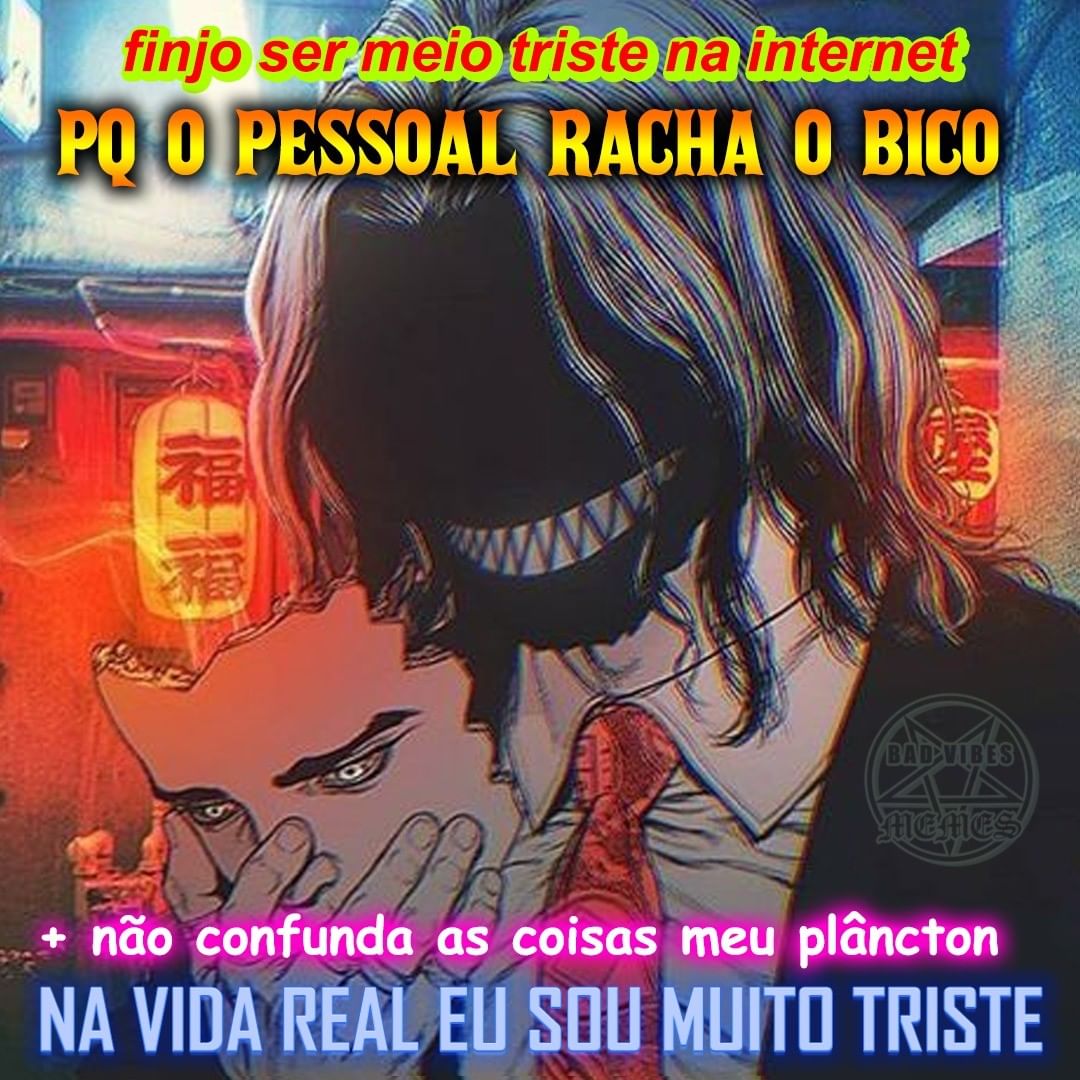 finjo ser meio triste na internet
PQ O PESSOAL RACHA O BICO
福
福
BAD VIBES
MEMES
+ não confunda as coisas meu plâncton
NA VIDA REAL EU SOU MUITO TRISTE